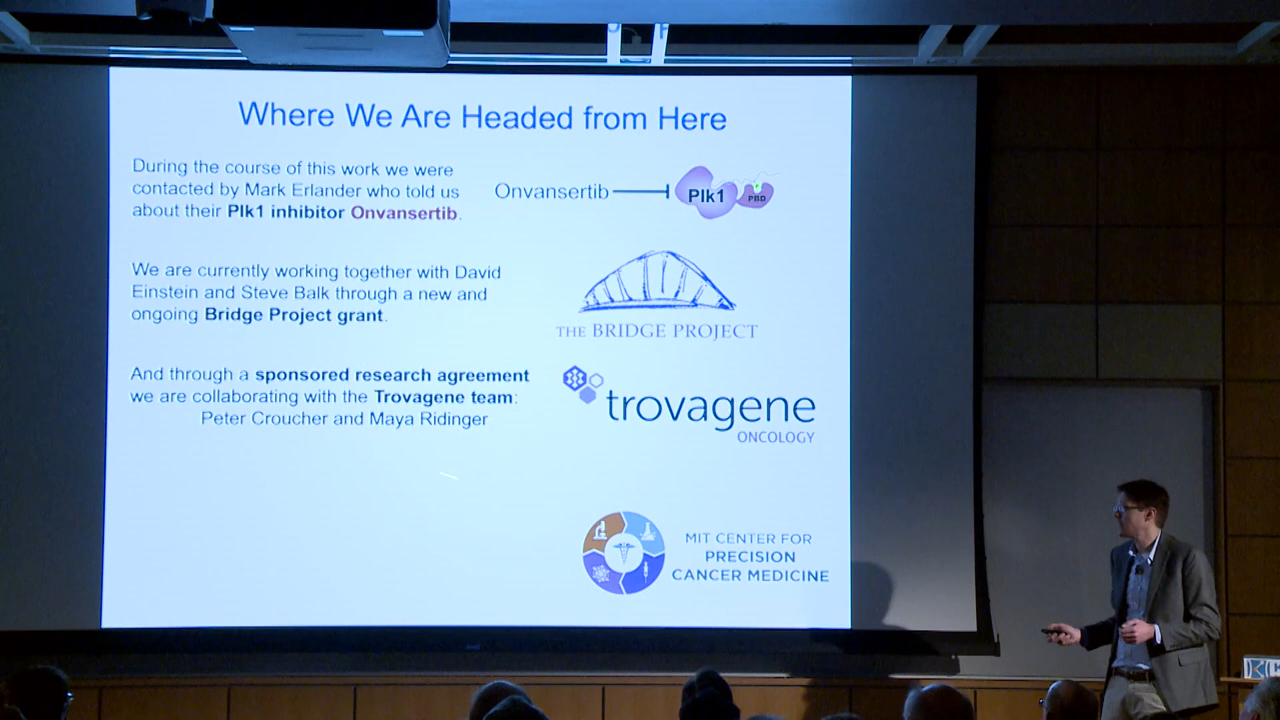 Where We Are Headed from Here
During the course of this work we were
contacted by Mark Erlander who told us
about their Plk1 inhibitor Onvansertib.
Onvansertib
Plk1
PBD
We are currently working together with David
Einstein and Steve Balk through a new and
ongoing Bridge Project grant.
THE BRIDGE PROJECT
And through a sponsored research agreement
we are collaborating with the Trovagene team:
Peter Croucher and Maya Ridinger
trovagene
ONCOLOGY
MIT CENTER FOR
PRECISION
CANCER MEDICINE